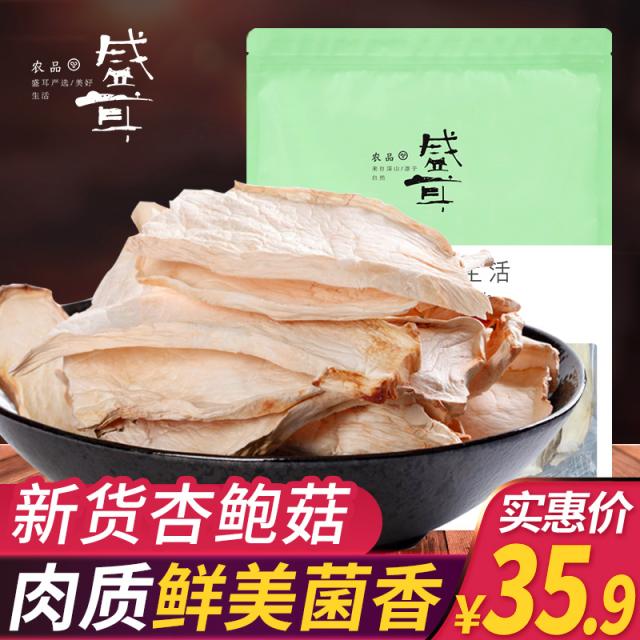 农品
盛耳严选/美好
生活
盛耳
农品
来自深山/源于
自然
盛耳
生活
新货杏鲍菇
肉质鲜美菌香
实惠价
¥35.9